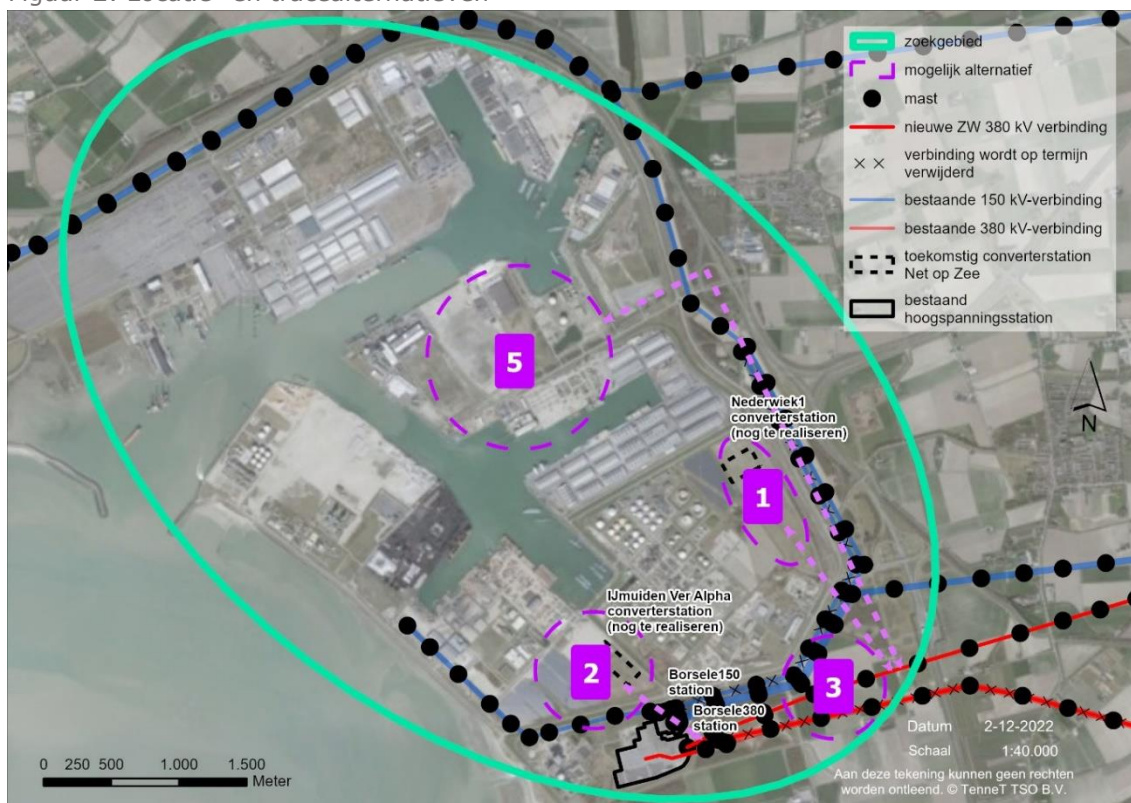 Figuur 2: Locatie- en tracéalternatieven
zoekgebied
mogelijk alternatief
mast
nieuwe ZW 380 kV verbinding
verbinding wordt op termijn
verwijderd
bestaande 150 kV-verbinding
bestaande 380 kV-verbinding
toekomstig converterstation
Net op Zee
bestaand
hoogspanningsstation
5
N
Nederwiek1
converterstation
(nog te realiseren)
1
IJmuiden Ver Alpha
converterstation
(nog te realiseren)
2
Borsele150
station
Borsele380
station
3
Datum 2-12-2022
Schaal 1:40.000
Aan deze tekening kunnen geen rechten
worden ontleend. © TenneT TSO B.V.
0 250 500 1.000 1.500
Meter